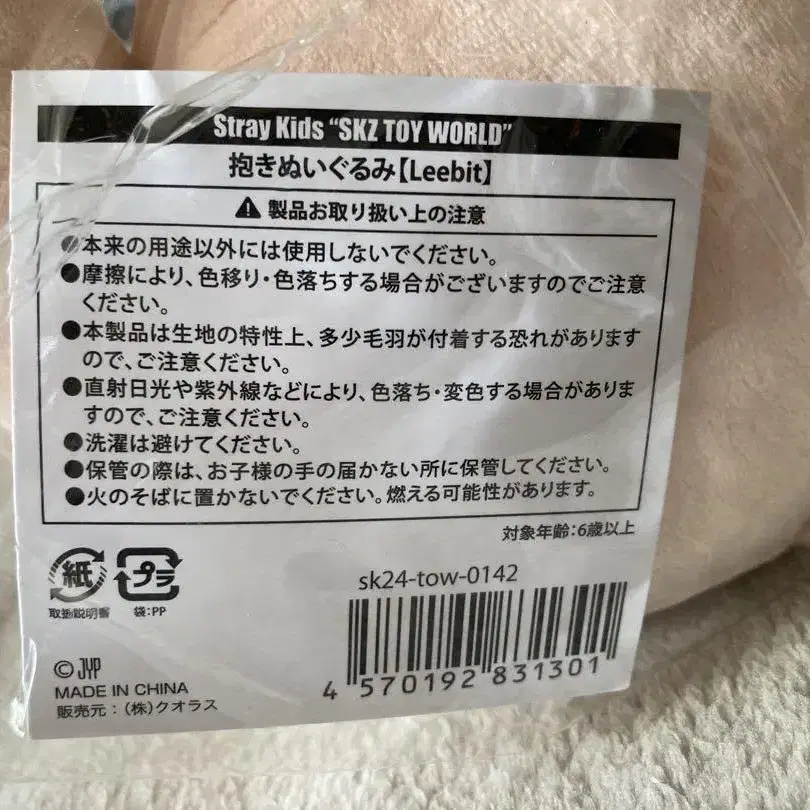 Stray Kids "SKZ TOY WORLD"
抱きぬいぐるみ【Leebit】
⚠ 製品お取り扱い上の注意
●本来の用途以外には使用しないでください。
●摩擦により、色移り・色落ちする場合がございますのでご注意
ください。
●本製品は生地の特性上、多少毛羽が付着する恐れがあります
ので、ご注意ください。
●直射日光や紫外線などにより、色落ち・変色する場合がありま
すので、ご注意ください。
●洗濯は避けてください。
●保管の際は、お子様の手の届かない所に保管してください。
●火のそばに置かないでください。燃える可能性があります。
対象年齢:6歳以上
紙
プラ
取扱説明書
袋:PP
sk24-tow-0142
4 570192 831301
©JYP
MADE IN CHINA
販売元:(株)クオラス